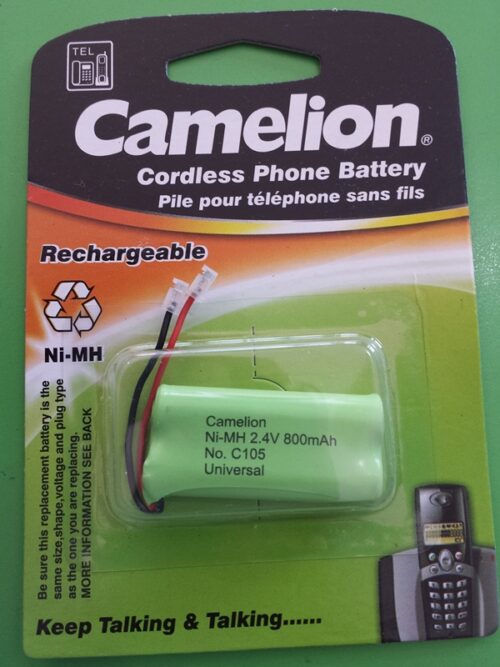 TEL
Camelion®
Cordless Phone Battery
Pile pour téléphone sans fils
Rechargeable
Ni-MH
Camelion
Ni-MH 2.4V 800mAh
No. C105
Universal
Be sure this replacement battery is the
same size,shape,voltage and plug type
as the one you are replacing.
MORE INFORMATION SEE BACK
Keep Talking & Talking......